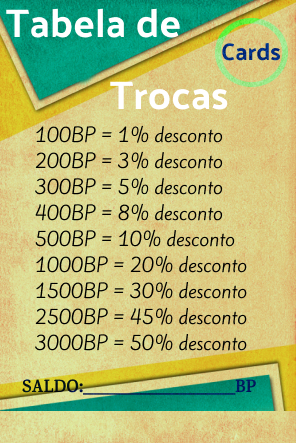 Tabela de
Cards
Trocas
100BP = 1% desconto
200BP = 3% desconto
300BP = 5% desconto
400BP = 8% desconto
500BP = 10% desconto
1000BP = 20% desconto
1500BP = 30% desconto
2500BP = 45% desconto
3000BP = 50% desconto
SALDO:___________________BP